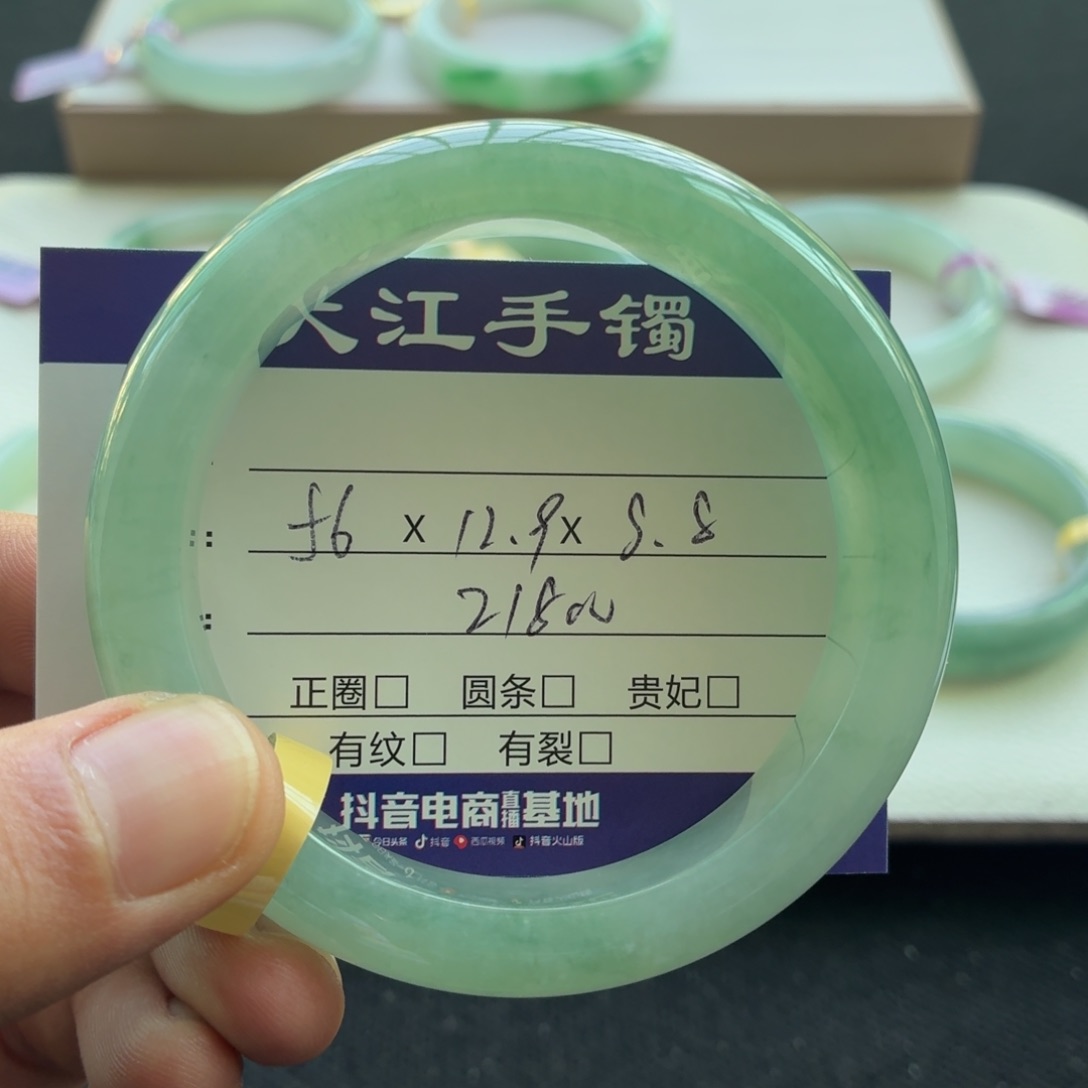 大江手镯
56 x 12.9 x 8.8
21800
正圈□ 圆条□ 贵妃□
有纹□ 有裂□
抖音电商直播基地
今日头条 抖音 西瓜视频 抖音火山版